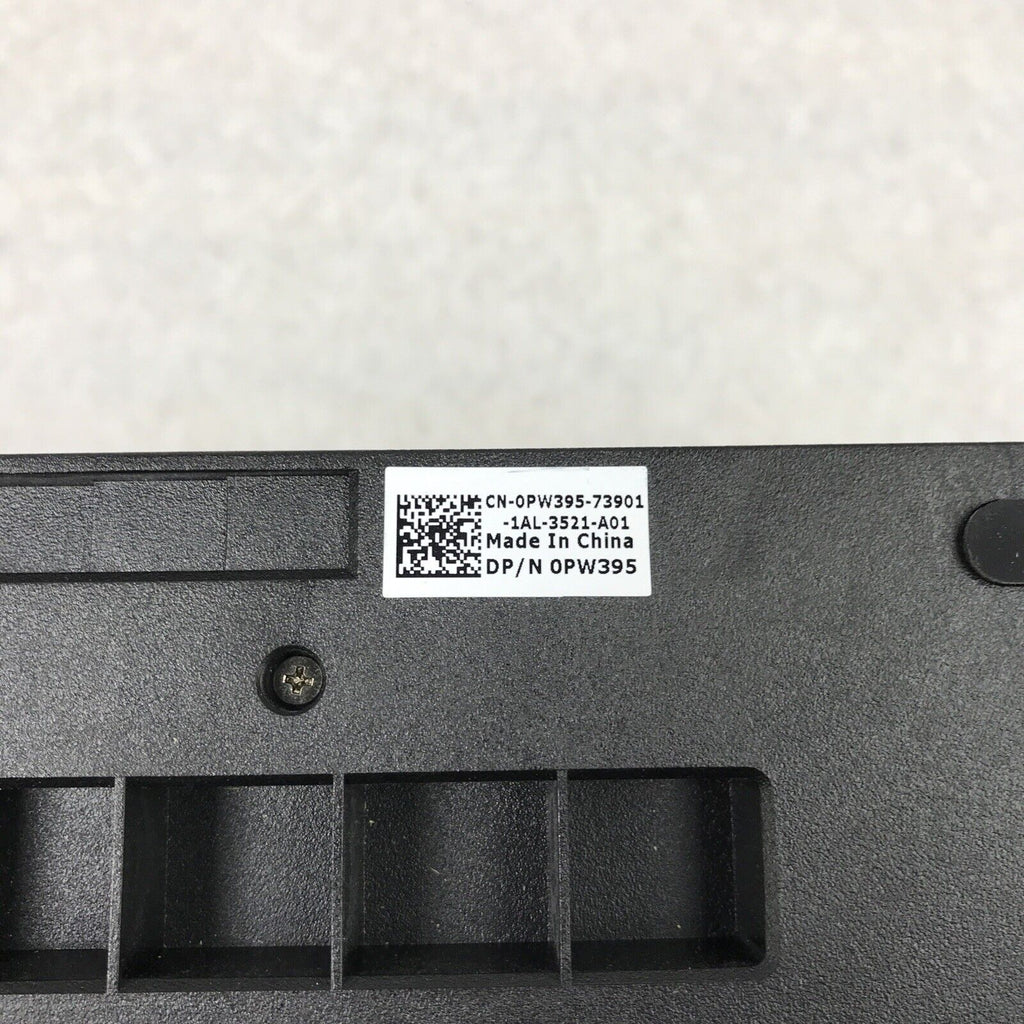 CN-0PW395-73901
-1AL-3521-A01
Made In China
DP/N 0PW395